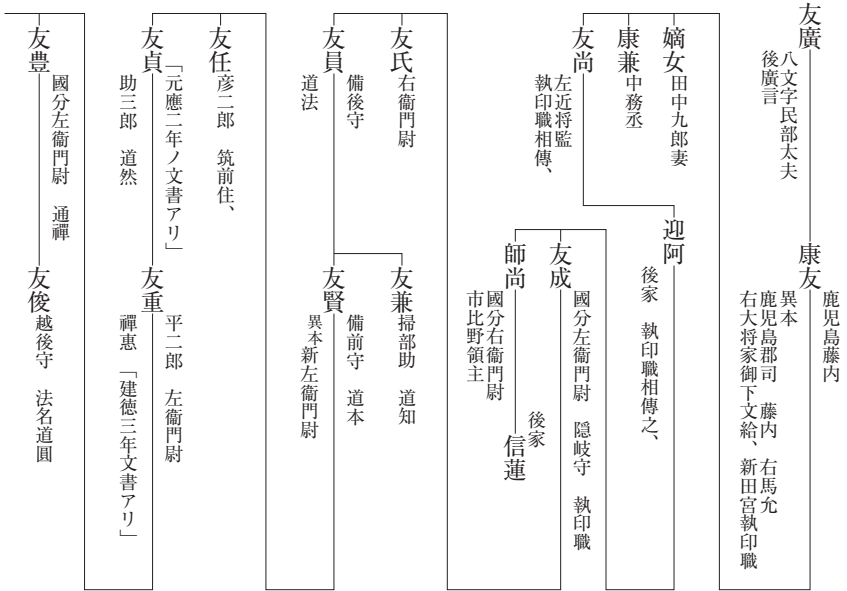 友廣
八文字民部太夫
後廣言
康友
鹿児島藤内
異本
鹿児島郡司　藤内　右馬允
右大将家御下文給、新田宮執印職
嫡女
田中九郎妻
康兼
中務丞
友尚
左近将監
執印職相傳、
迎阿
後家　執印職相傳之、
友成
國分左衞門尉　隠岐守　執印職
師尚
國分右衞門尉
市比野領主
後家
信蓮
友氏
右衞門尉
友員
備後守
道法
友兼
掃部助　道知
友賢
備前守　道本
異本新左衞門尉
友任
彦二郎　筑前住、
友貞
「元應二年ノ文書アリ」
助三郎　道然
友重
平二郎　左衞門尉
禪惠　「建徳三年文書アリ」
友豊
國分左衞門尉　通禪
友俊
越後守　法名道圓